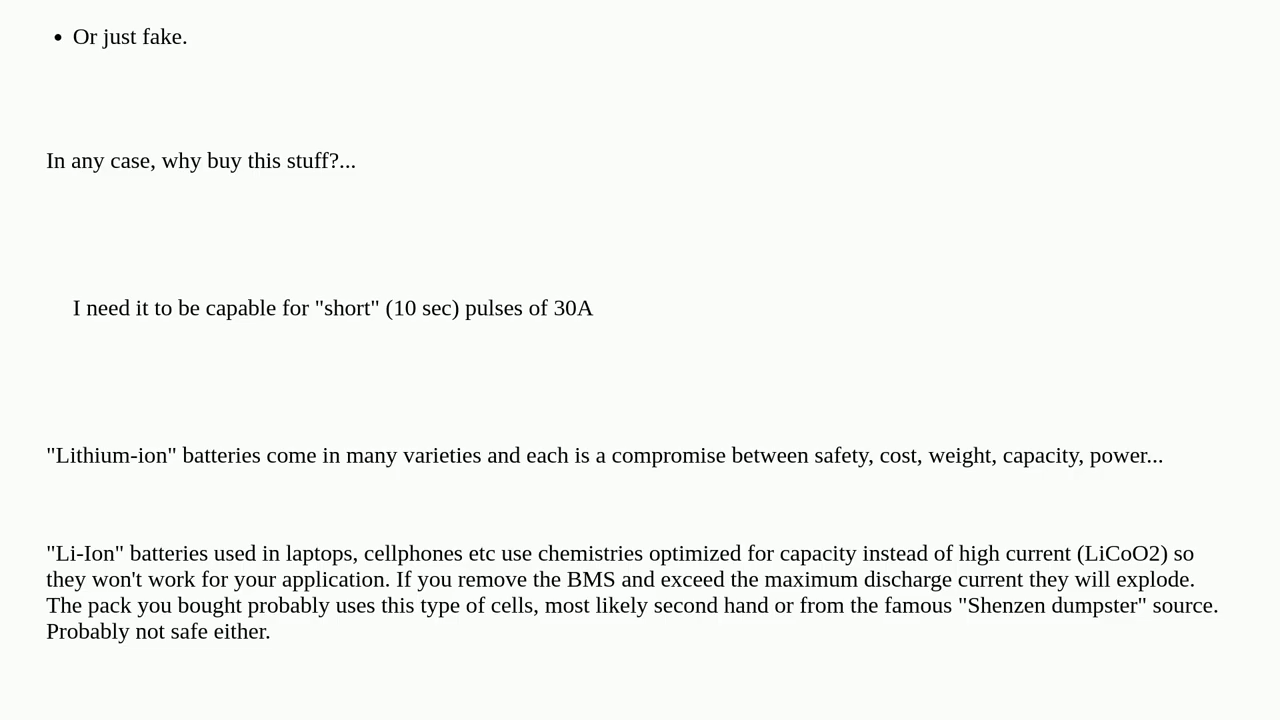 • Or just fake.
In any case, why buy this stuff?...
I need it to be capable for "short" (10 sec) pulses of 30A
"Lithium-ion" batteries come in many varieties and each is a compromise between safety, cost, weight, capacity, power...
"Li-Ion" batteries used in laptops, cellphones etc use chemistries optimized for capacity instead of high current (LiCoO2) so
they won't work for your application. If you remove the BMS and exceed the maximum discharge current they will explode.
The pack you bought probably uses this type of cells, most likely second hand or from the famous "Shenzen dumpster" source.
Probably not safe either.